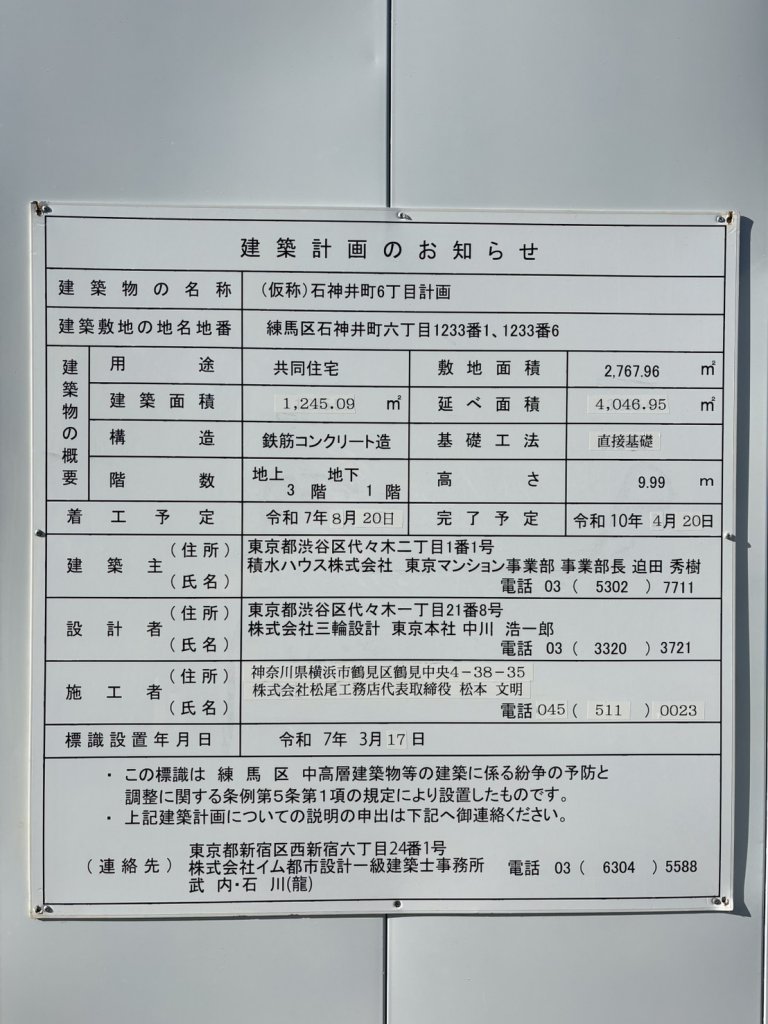 建築計画のお知らせ
建築物の名称 (仮称)石神井町6丁目計画
建築敷地の地名地番 練馬区石神井町六丁目1233番1、1233番6
建築物の概要
用途 共同住宅 敷地面積 2,767.96 ㎡
建築面積 1,245.09 ㎡ 延べ面積 4,046.95 ㎡
構造 鉄筋コンクリート造 基礎工法 直接基礎
階数 地上3階 地下1階 高さ 9.99 m
着工予定 令和7年8月20日 完了予定 令和10年4月20日
建築主 (住所) 東京都渋谷区代々木二丁目1番1号
(氏名) 積水ハウス株式会社 東京マンション事業部 事業部長 迫田 秀樹
電話 03 ( 5302 ) 7711
設計者 (住所) 東京都渋谷区代々木一丁目21番8号
(氏名) 株式会社三輪設計 東京本社 中川 浩一郎
電話 03 ( 3320 ) 3721
施工者 (住所) 神奈川県横浜市鶴見区鶴見中央4-38-35
(氏名) 株式会社松尾工務店代表取締役 松本 文明
電話 045 ( 511 ) 0023
標識設置年月日 令和 7年 3月17日
・この標識は 練馬区 中高層建築物等の建築に係る紛争の予防と
調整に関する条例第5条第1項の規定により設置したものです。
・上記建築計画についての説明の申出は下記へ御連絡ください。
(連絡先) 東京都新宿区西新宿六丁目24番1号
株式会社イム都市設計一級建築士事務所 電話 03 ( 6304 ) 5588
武内・石川(龍)